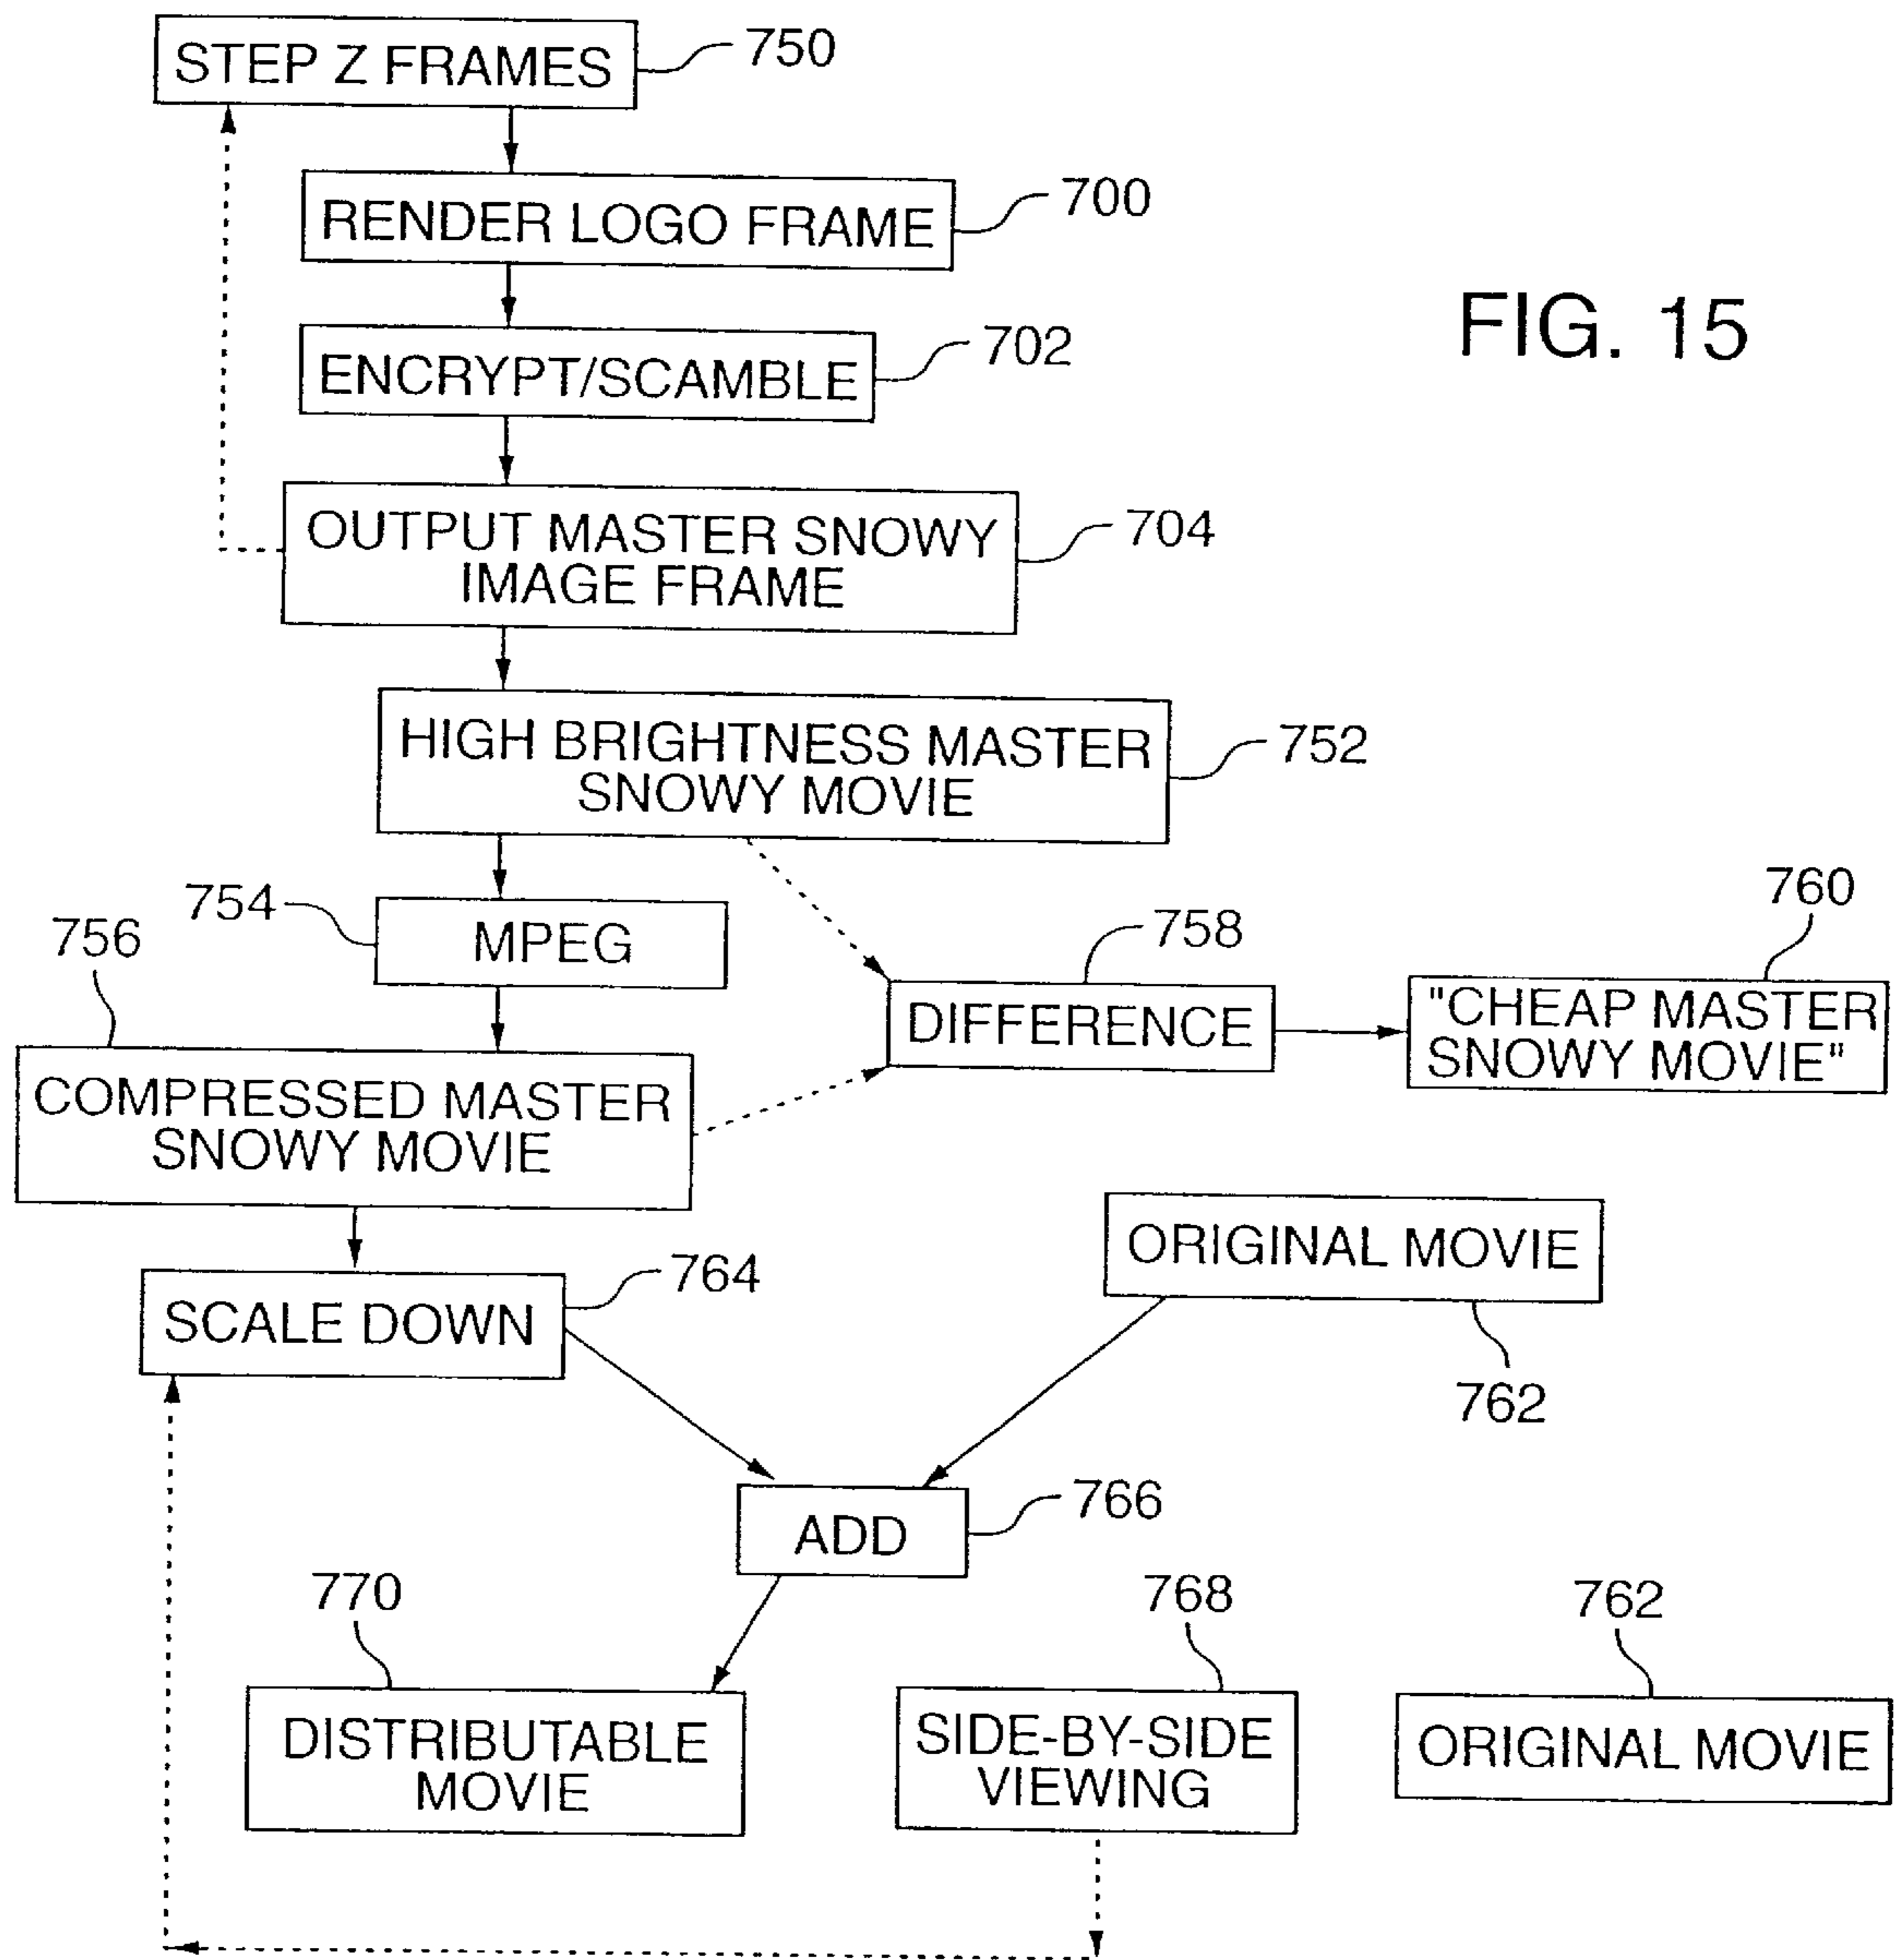 STEP Z FRAMES
750
RENDER LOGO FRAME
700
FIG. 15
ENCRYPT/SCAMBLE
702
OUTPUT MASTER SNOWY
IMAGE FRAME
704
HIGH BRIGHTNESS MASTER
SNOWY MOVIE
752
754
MPEG
756
COMPRESSED MASTER
SNOWY MOVIE
758
DIFFERENCE
760
"CHEAP MASTER
SNOWY MOVIE"
SCALE DOWN
764
ORIGINAL MOVIE
762
ADD
766
770
DISTRIBUTABLE
MOVIE
768
SIDE-BY-SIDE
VIEWING
762
ORIGINAL MOVIE